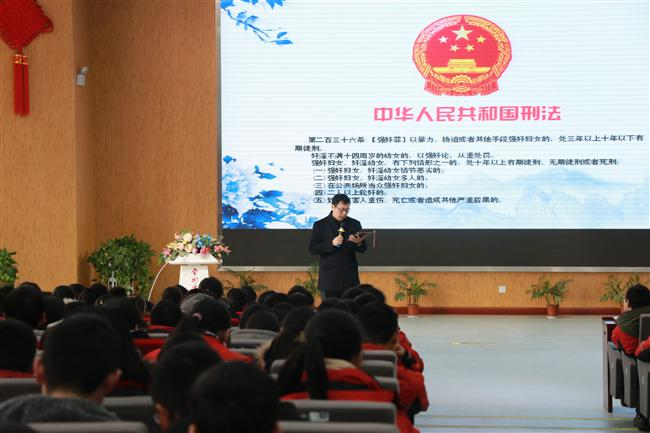 中华人民共和国刑法
第二百三十六条 【强奸罪】以暴力、胁迫或者其他手段强奸妇女的，处三年以上十年以下有
期徒刑。
奸淫不满十四周岁的幼女的，以强奸论，从重处罚。
强奸妇女、奸淫幼女，有下列情形之一的，处十年以上有期徒刑、无期徒刑或者死刑：
(一) 强奸妇女、奸淫幼女情节恶劣的；
(二) 强奸妇女、奸淫幼女多人的；
(三) 在公共场所当众强奸妇女的；
(四) 二人以上轮奸的；
(五) 害人重伤、死亡或者造成其他严重后果的。